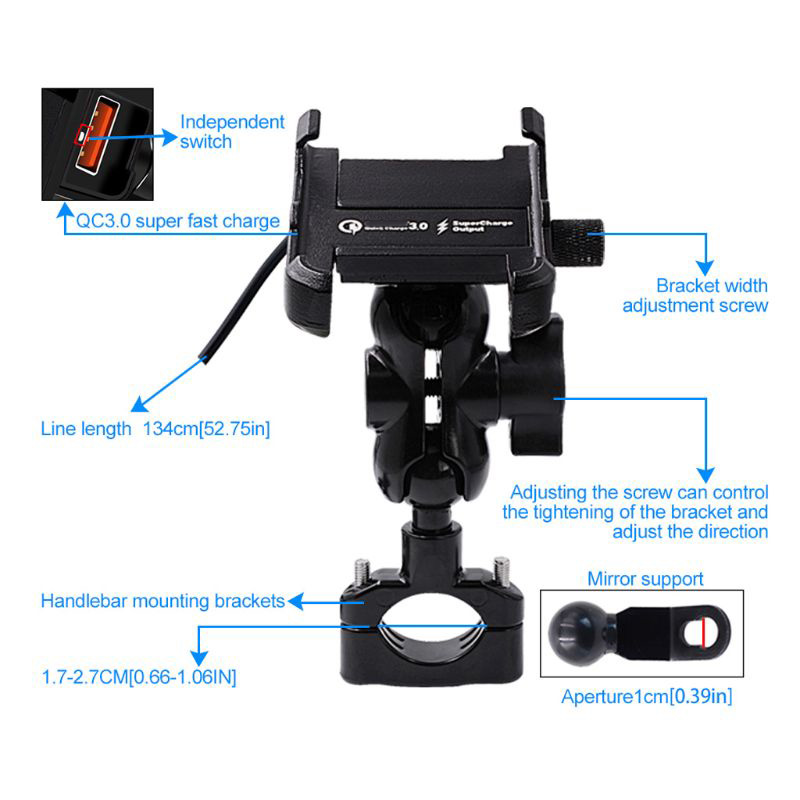 Independent
switch
QC3.0 super fast charge
Quick Charge 3.0
SuperCharge
Output
Bracket width
adjustment screw
Line length 134cm[52.75in]
Adjusting the screw can control
the tightening of the bracket and
adjust the direction
Mirror support
Handlebar mounting brackets
1.7-2.7CM[0.66-1.06IN]
Aperture1cm[0.39in]